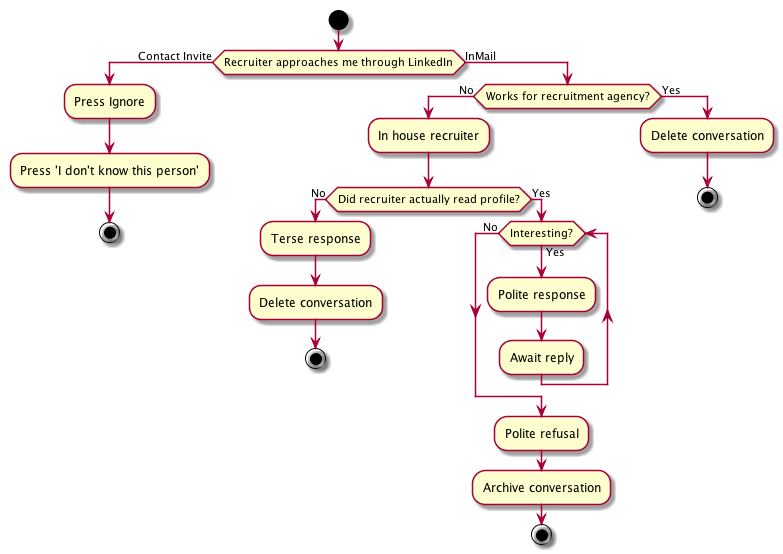 Contact Invite
Recruiter approaches me through LinkedIn
InMail
Press Ignore
Press 'I don't know this person'
No
Works for recruitment agency?
Yes
In house recruiter
Delete conversation
No
Did recruiter actually read profile?
Yes
Terse response
Delete conversation
No
Interesting?
Yes
Polite response
Await reply
Polite refusal
Archive conversation